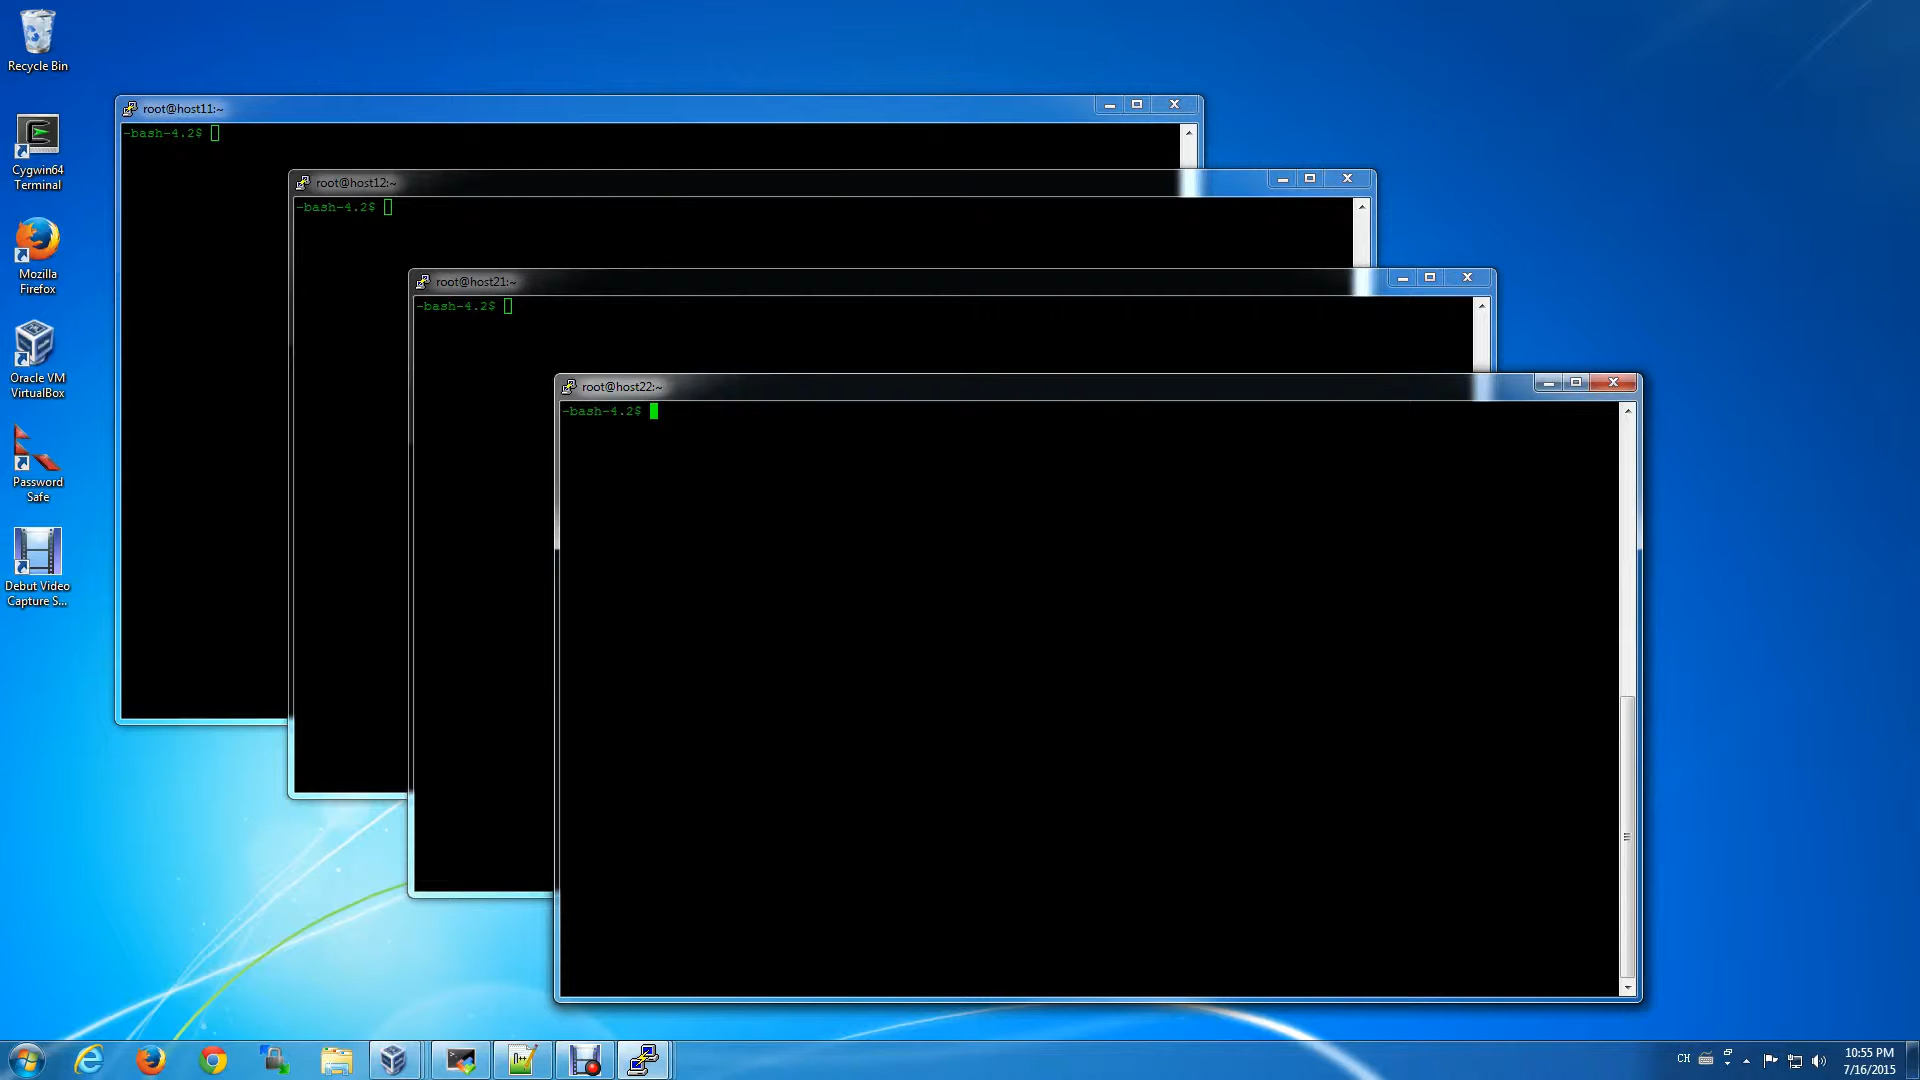 Recycle Bin
Cygwin64
Terminal
Mozilla
Firefox
Oracle VM
VirtualBox
Password
Safe
Debut Video
Capture S...
root@host11:~
-bash-4.2$
root@host12:~
-bash-4.2$
root@host21:~
-bash-4.2$
root@host22:~
-bash-4.2$
CH
10:55 PM
7/16/2015